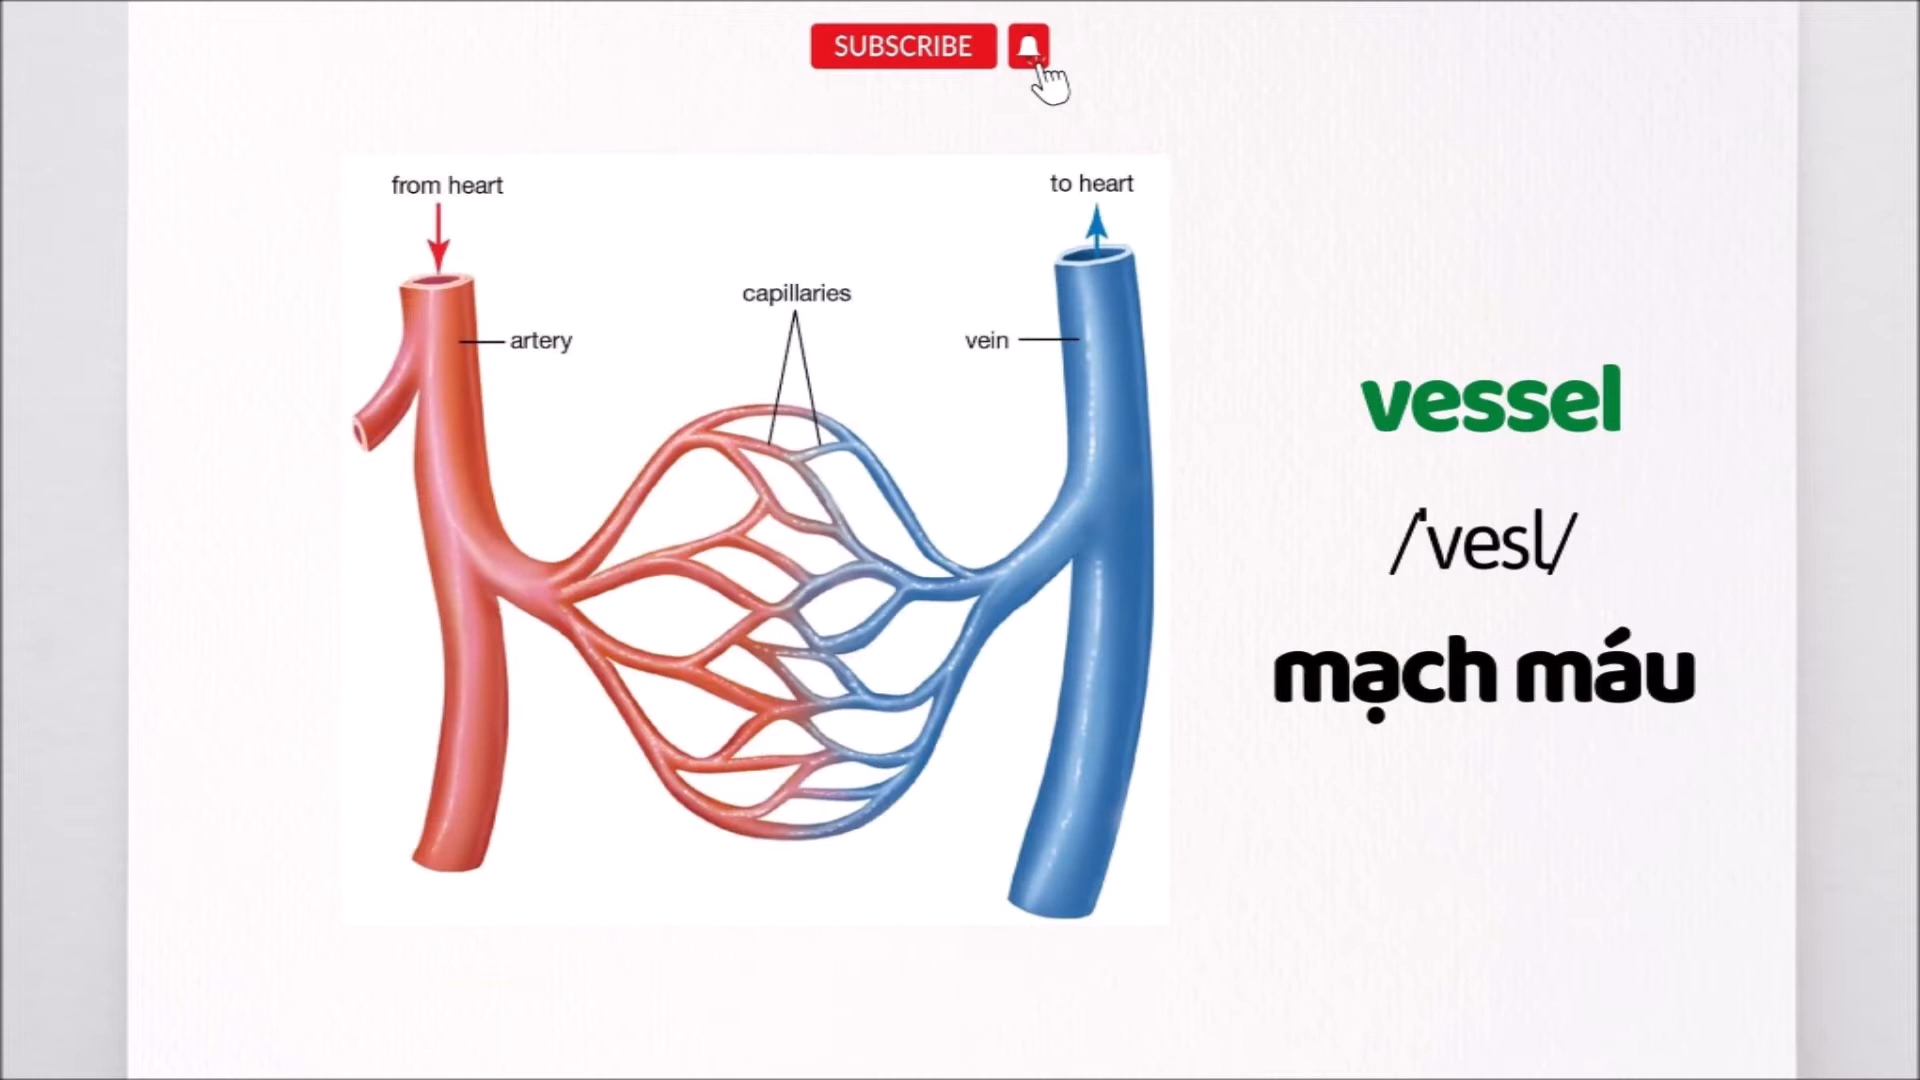 SUBSCRIBE
from heart
to heart
capillaries
artery
vein
vessel
/ˈvesl̩/
mạch máu